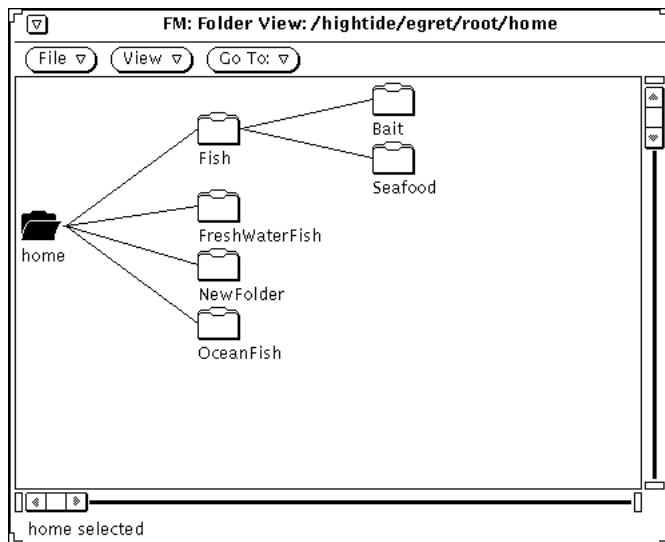 FM: Folder View: /hightide/egret/root/home
File View Go To:
Bait
Fish
Seafood
FreshWaterFish
home
NewFolder
OceanFish
home selected